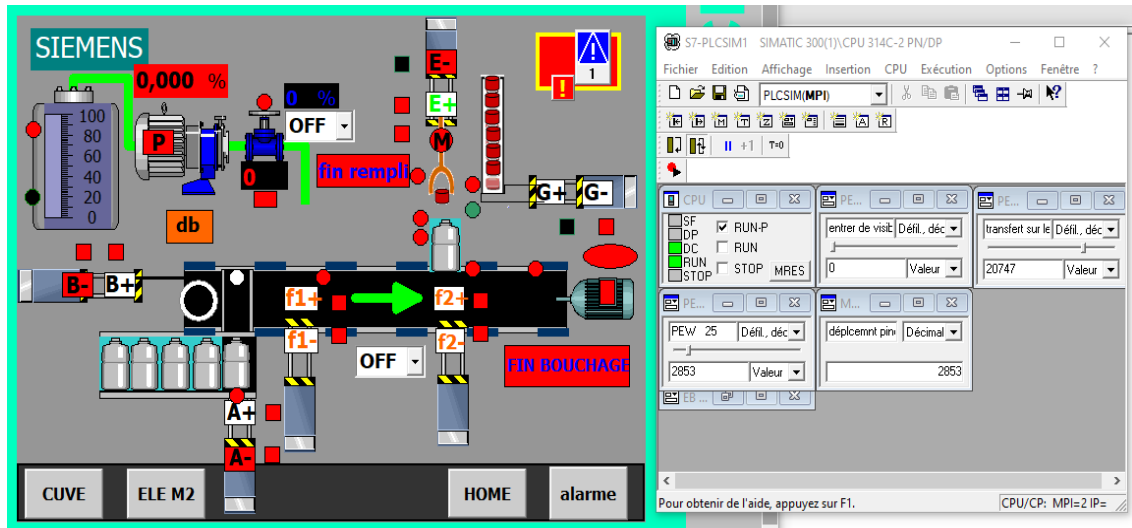 SIEMENS
0,000 %
100
80
60
40
20
0
P
0 %
OFF
0
fin rempli
db
E-
E+
M
1
!
G+ G-
B- B+
f1+
f2+
f1-
f2-
OFF
FIN BOUCHAGE
A+
A-
CUVE
ELE M2
HOME
alarme
S7-PLCSIM1 SIMATIC 300(1)\CPU 314C-2 PN/DP
Fichier Edition Affichage Insertion CPU Exécution Options Fenêtre ?
PLCSIM(MPI)
+1 T=0
CPU
SF
DP
DC
RUN
STOP
RUN-P
RUN
STOP
MRES
PE...
entrer de visit Défil., déc
0 Valeur
PE...
transfert sur le Défil., déc
20747 Valeur
PE...
PEW 25 Défil., déc
2853 Valeur
M...
déplcemnt pin Décimal
2853
EB ...
Pour obtenir de l'aide, appuyez sur F1.
CPU/CP: MPI=2 IP=